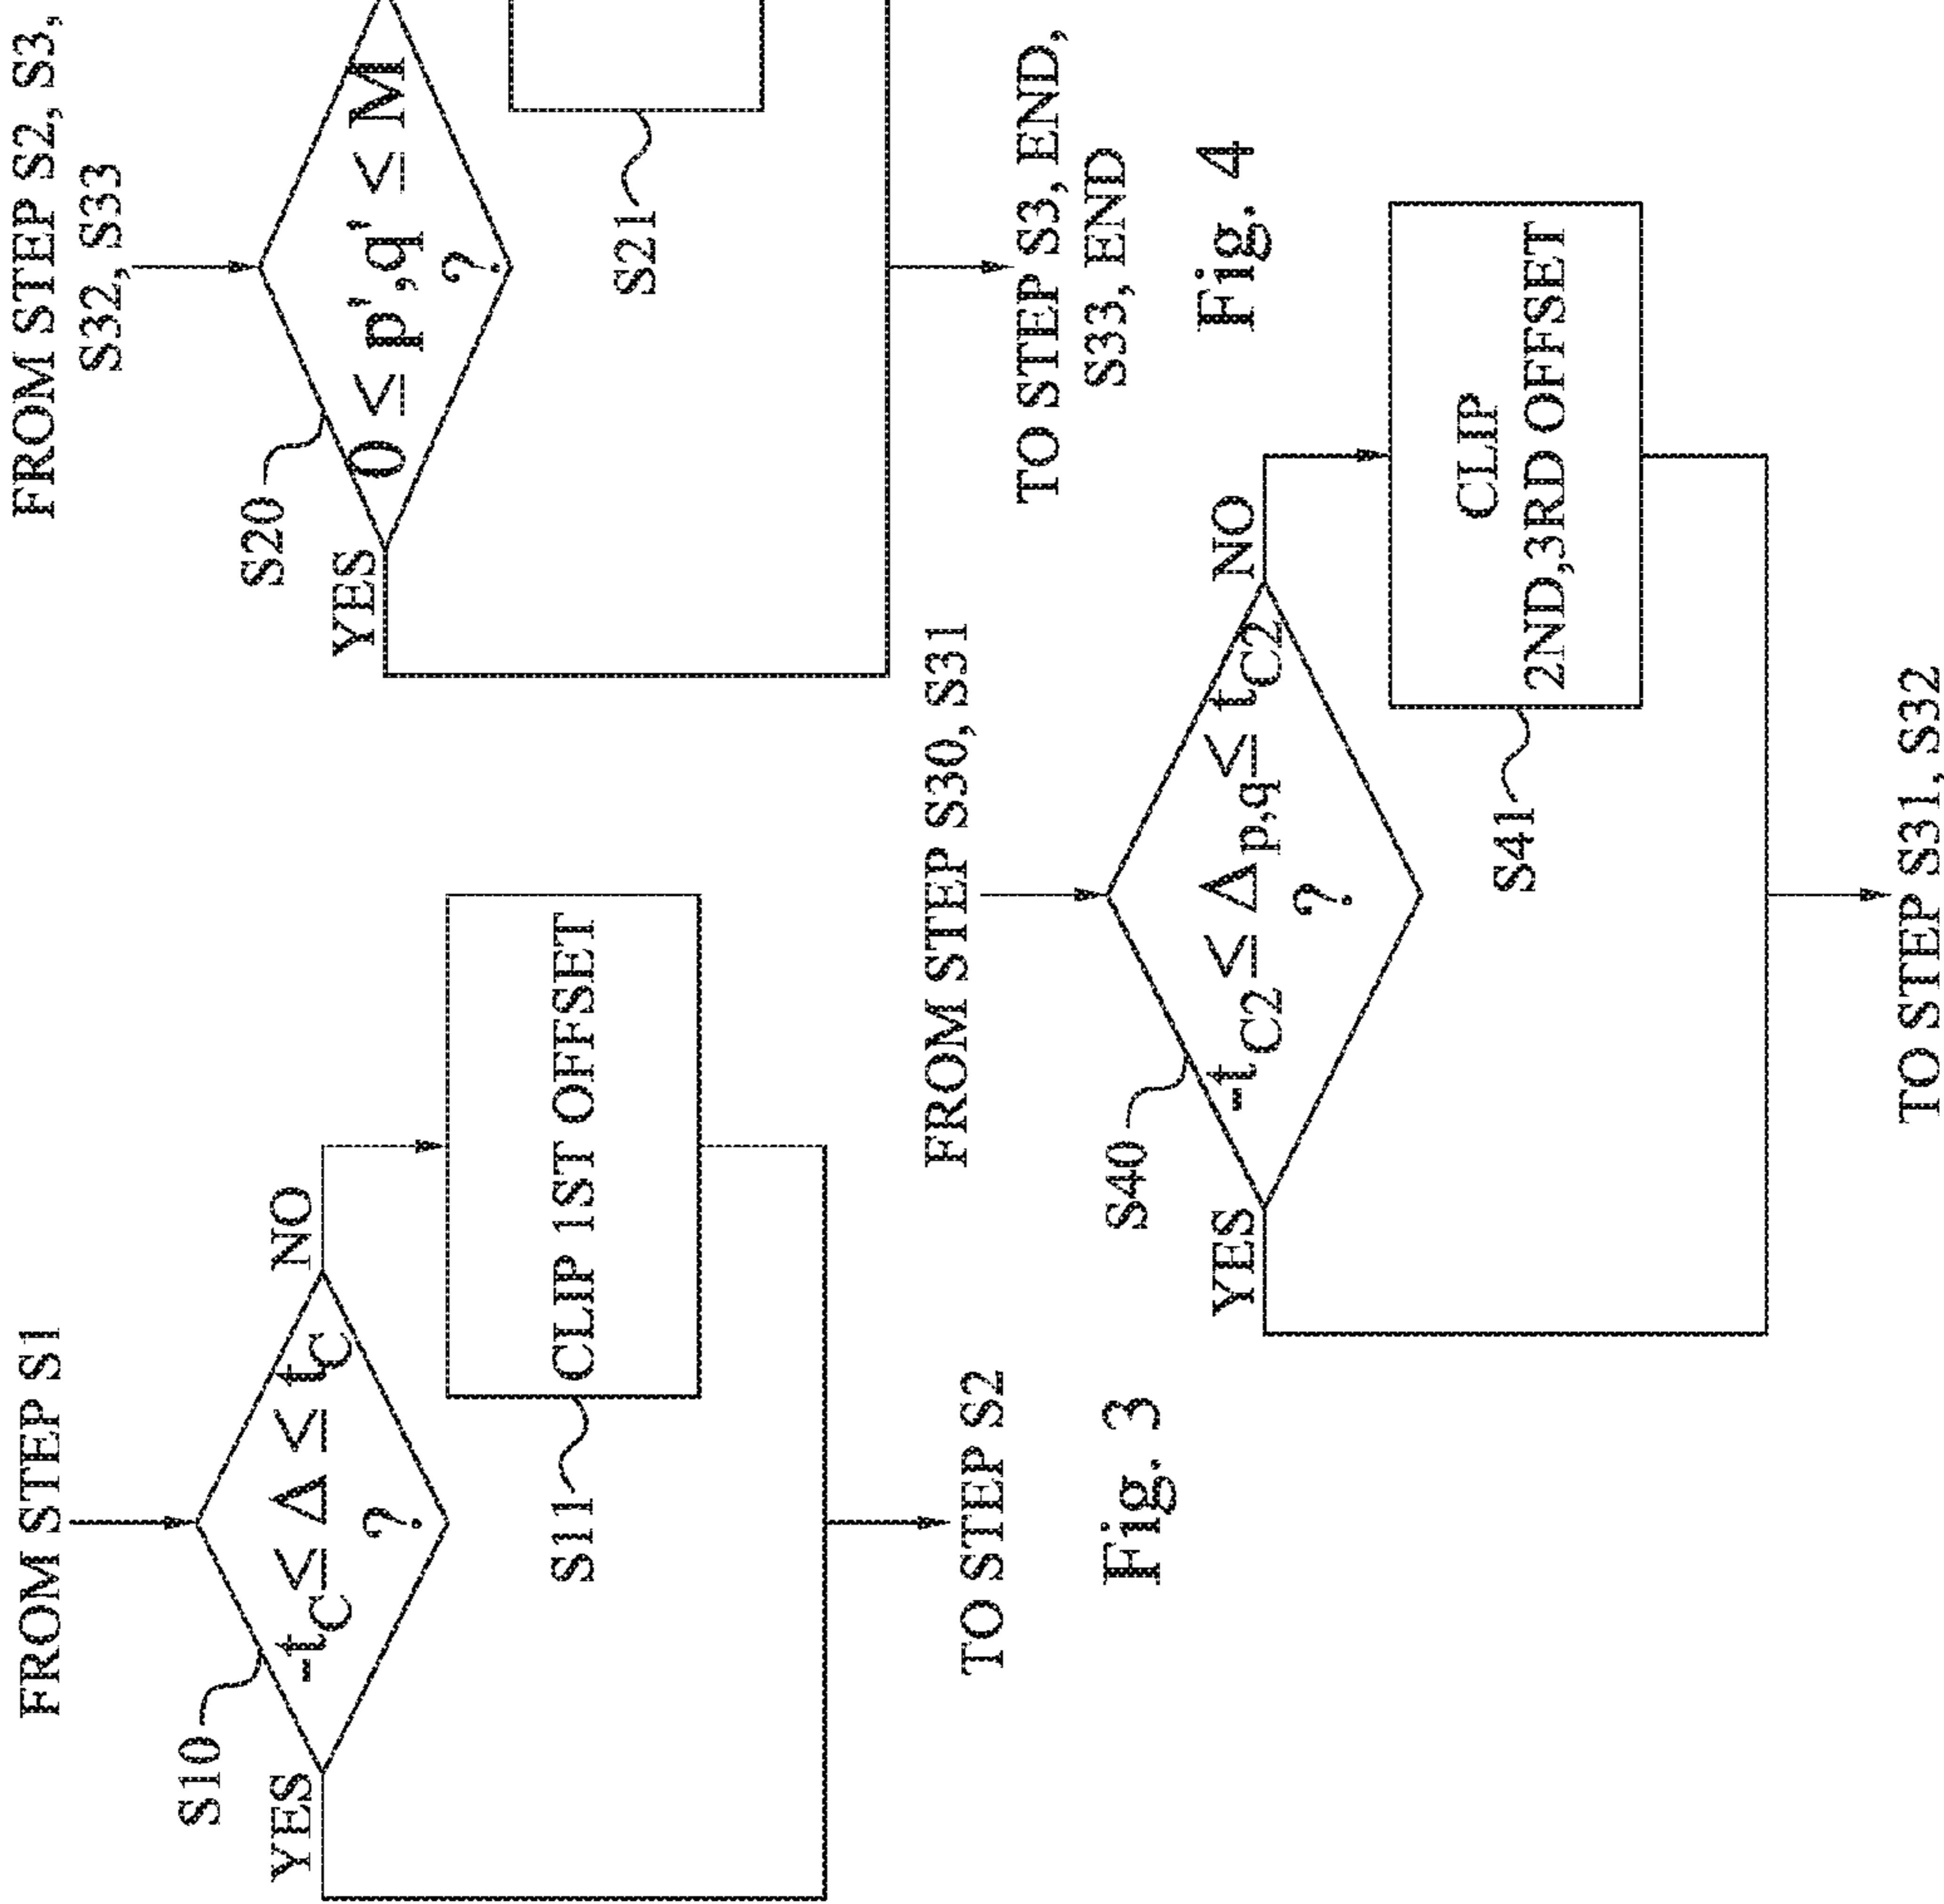 FROM STEP S1
S10
YES
-tC ≤ Δ ≤ tC
?
NO
S11
CLIP 1ST OFFSET
TO STEP S2
Fig. 3
FROM STEP S2, S3,
S32, S33
S20
YES
0 ≤ p',q' ≤ M
?
S21
TO STEP S3, END,
S33, END
Fig. 4
FROM STEP S30, S31
S40
YES
-tC2 ≤ Δp,q ≤ tC2
?
NO
S41
CLIP
2ND,3RD OFFSET
TO STEP S31, S32